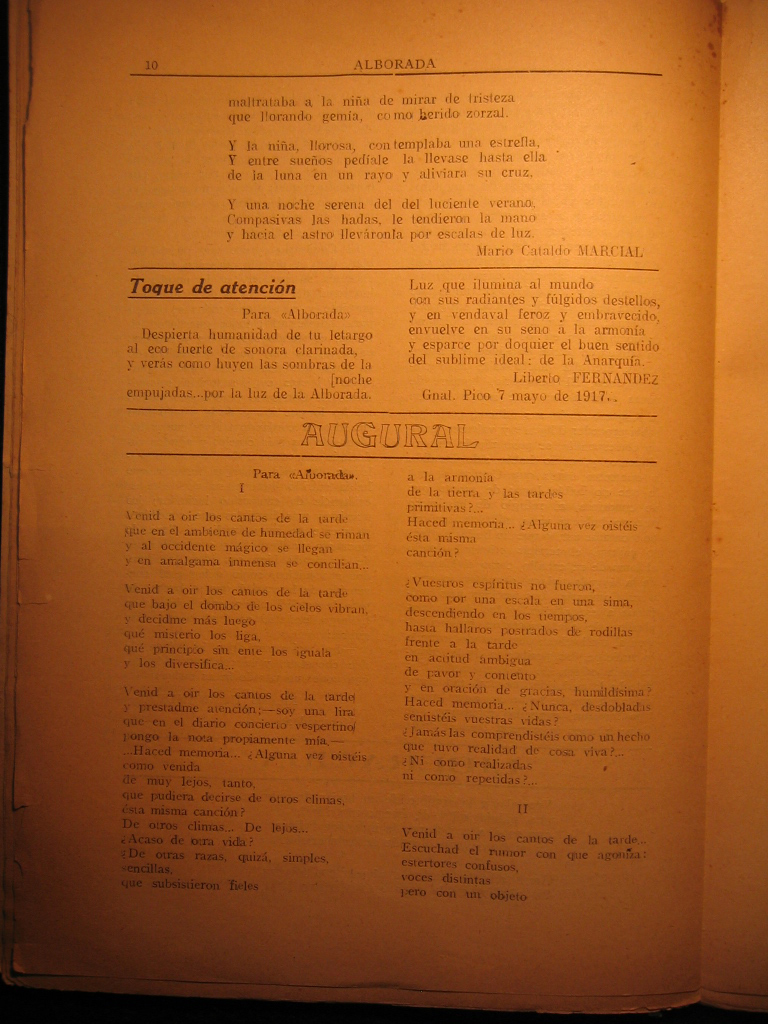 10
ALBORADA
maltrataba a la niña de mirar de tristeza
que llorando gemía, como herido zorzal.
Y la niña, llorosa, contemplaba una estrella,
Y entre sueños pedíale la llevase hasta ella
de la luna en un rayo y aliviara su cruz,
Y una noche serena del del luciente verano,
Compasivas las hadas, le tendieron la mano
y hacia el astro lleváronla por escalas de luz.
Mario Cataldo MARCIAL
Toque de atención
Para «Alborada»
Despierta humanidad de tu letargo
al eco fuerte de sonora clarinada,
y verás como huyen las sombras de la
[noche
empujadas...por la luz de la Alborada.
Luz que ilumina al mundo
con sus radiantes y fúlgidos destellos,
y en vendaval feroz y embravecido,
envuelve en su seno a la armonía
y esparce por doquier el buen sentido
del sublime ideal: de la Anarquía.
Liberto FERNANDEZ
Gnal. Pico 7 mayo de 1917.
AUGURAL
Para «Alborada».
I
Venid a oir los cantos de la tarde
que en el ambiente de humedad se riman
y al occidente mágico se llegan
y en amalgama inmensa se concilian...
Venid a oir los cantos de la tarde
que bajo el dombo de los cielos vibran,
y decidme más luego
qué misterio los liga,
qué principio sin ente los iguala
y los diversifica...
Venid a oir los cantos de la tarde
y prestadme atención;—soy una lira
que en el diario concierto vespertino
pongo la nota propiamente mía,—
...Haced memoria... ¿Alguna vez oistéis
como venida
de muy lejos, tanto,
que pudiera decirse de otros climas,
ésta misma canción?
De otros climas... De lejos...
¿Acaso de otra vida?
¿De otras razas, quizá, simples,
sencillas,
que subsistieron fieles
a la armonía
de la tierra y las tardes
primitivas?...
Haced memoria... ¿Alguna vez oistéis
ésta misma
canción?
¿Vuestros espíritus no fueron,
como por una escala en una sima,
descendiendo en los tiempos,
hasta hallaros postrados de rodillas
frente a la tarde
en actitud ambigua
de pavor y contento
y en oración de gracias, humildísima?
Haced memoria... ¿Nunca, desdobladas
sentistéis vuestras vidas?
¿Jamás las comprendistéis como un hecho
que tuvo realidad de cosa viva?...
¿Ni como realizadas
ni como repetidas?...
II
Venid a oir los cantos de la tarde...
Escuchad el rumor con que agoniza:
estertores confusos,
voces distintas
pero con un objeto